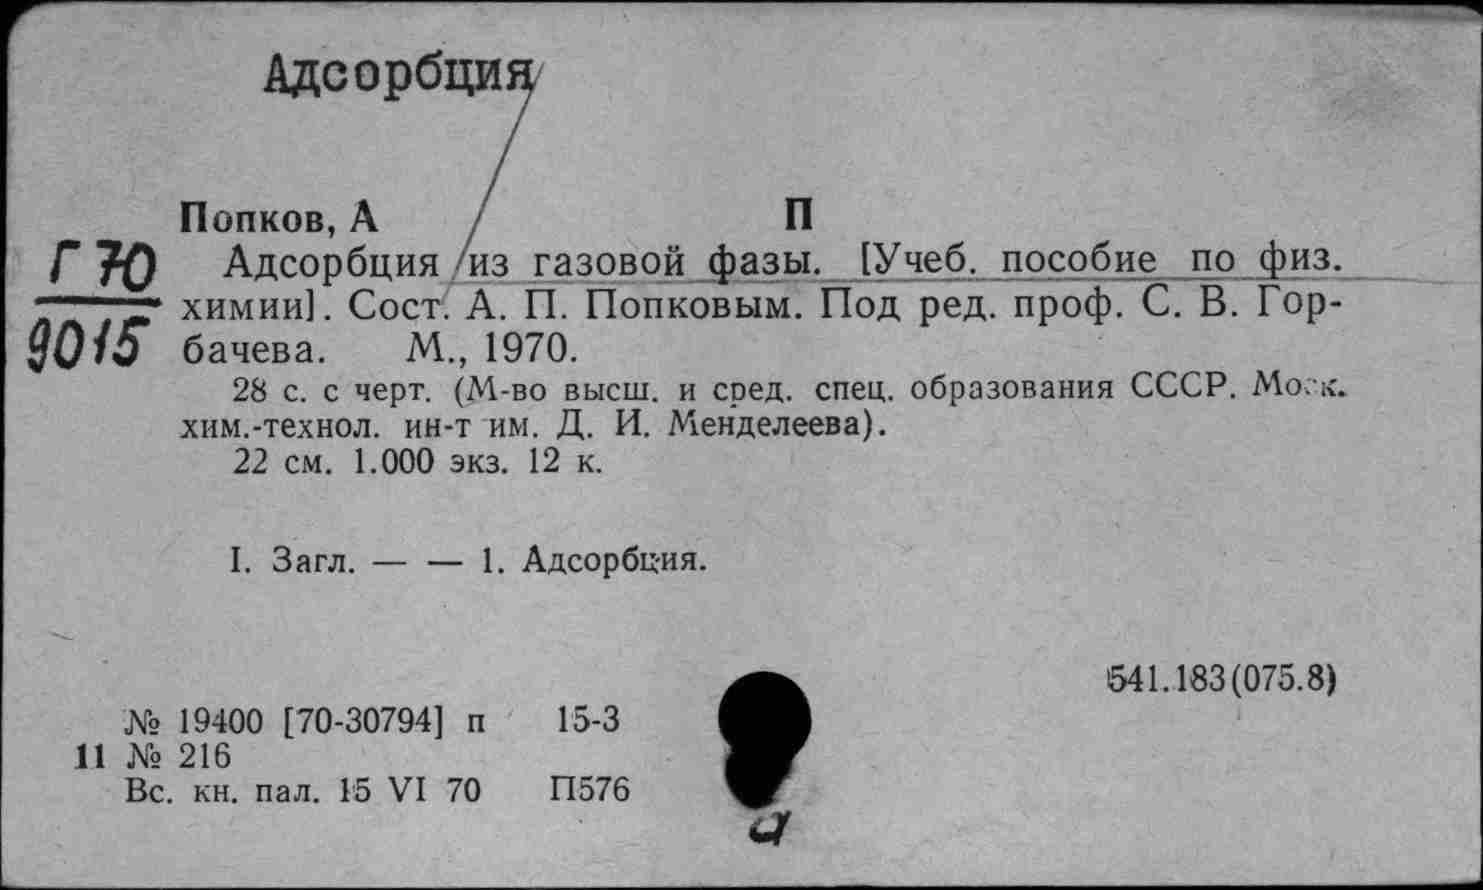 Адсорбция
Попков, А П
Г Ю
9015
Адсорбция из газовой фазы. [Учеб. пособие по физ.
химии]. Сост. А. П. Попковым. Под ред. проф. С. В. Гор-
бачева. М., 1970.
28 с. с черт. (М-во высш. и сред. спец. образования СССР. Моск.
хим.-технол. ин-т им. Д. И. Менделеева).
22 см. 1.000 экз. 12 к.
I. Загл. — — 1. Адсорбция.
541.183(075.8)
№ 19400 [70-30794] п 15-3
11 № 216
Вс. кн. пал. 15 VI 70 П576